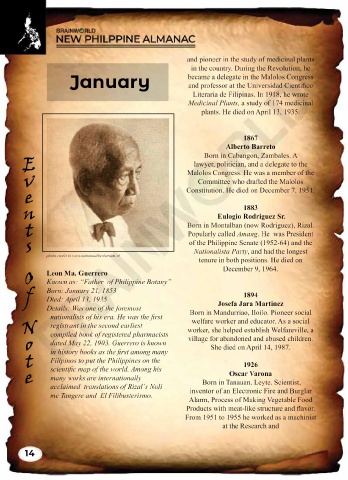 BRAINWORLD
NEW PHILPPINE ALMANAC
January
Events Of Note
Leon Ma. Guerrero
Known as: "Father of Philippine Botany"
Born: January 21, 1853
Died: April 13, 1935
Details. Was one of the foremost
naturalists of his era. He was the first
registrant in the second earliest
compiled book of registered pharmacists
dated May 22, 1903. Guerrero is known
in history books as the first among many
Filipinos to put the Philippines on the
scientific map of the world. Among his
many works are internationally
acclaimed translations of Rizal's Noli
me Tangere and El Filibusterismo.
and pioneer in the study of medicinal plants
in the country. During the Revolution, he
became a delegate in the Malolos Congress
and professor at the Universidad Cientifico
Literaria de Filipinas. In 1918, he wrote
Medicinal Plants, a study of 174 medicinal
plants. He died on April 13, 1935.
1867
Alberto Barreto
Born in Cabangon, Zambales. A
lawyer, politician, and a delegate to the
Malolos Congress. He was a member of the
Committee who drafted the Malolos
Constitution. He died on December 7, 1951.
1883
Eulogio Rodriguez Sr.
Born in Montalban (now Rodriguez), Rizal.
Popularly called Amang. He was President
of the Philippine Senate (1952-64) and the
Nationalista Party, and had the longest
tenure in both positions. He died on
December 9, 1964.
1894
Josefa Jara Martinez
Born in Mandurriao, Iloilo. Pioneer social
welfare worker and educator. As a social
worker, she helped establish Welfareville, a
village for abandoned and abused children.
She died on April 14, 1987.
1926
Oscar Varona
Born in Tanauan, Leyte. Scientist,
inventor of an Electronic Fire and Burglar
Alarm, Process of Making Vegetable Food
Products with meat-like structure and flavor.
From 1951 to 1955 he worked as a machinist
at the Research and
14